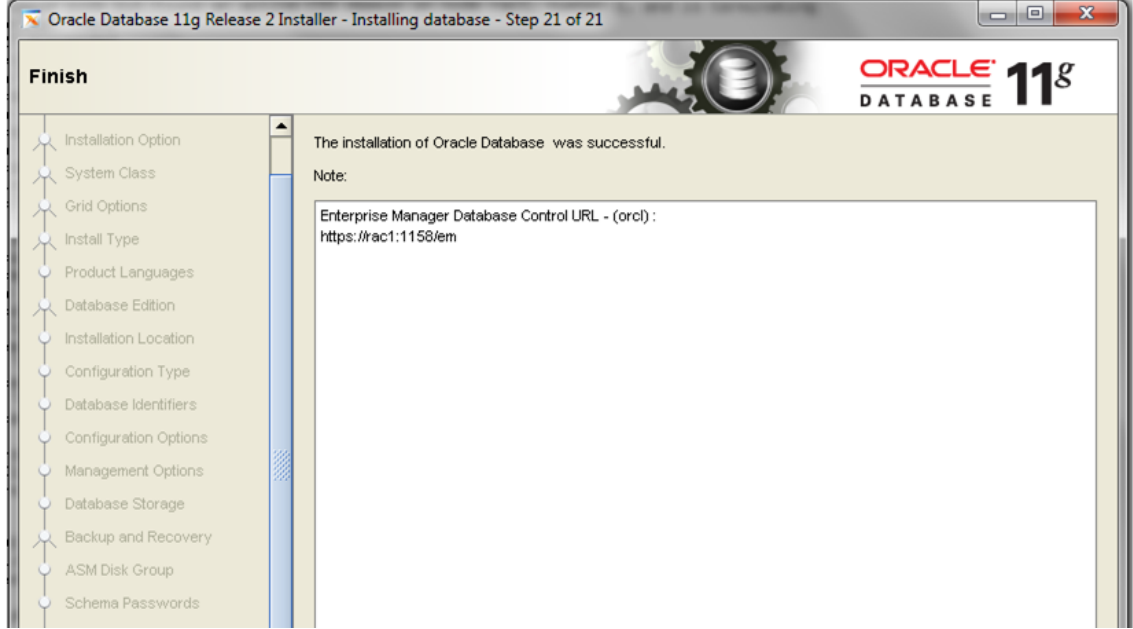 Oracle Database 11g Release 2 Installer - Installing database - Step 21 of 21
Finish
ORACLE DATABASE 11g
Installation Option
System Class
Grid Options
Install Type
Product Languages
Database Edition
Installation Location
Configuration Type
Database Identifiers
Configuration Options
Management Options
Database Storage
Backup and Recovery
ASM Disk Group
Schema Passwords
The installation of Oracle Database was successful.
Note:
Enterprise Manager Database Control URL - (orcl) :
https://rac1:1158/em